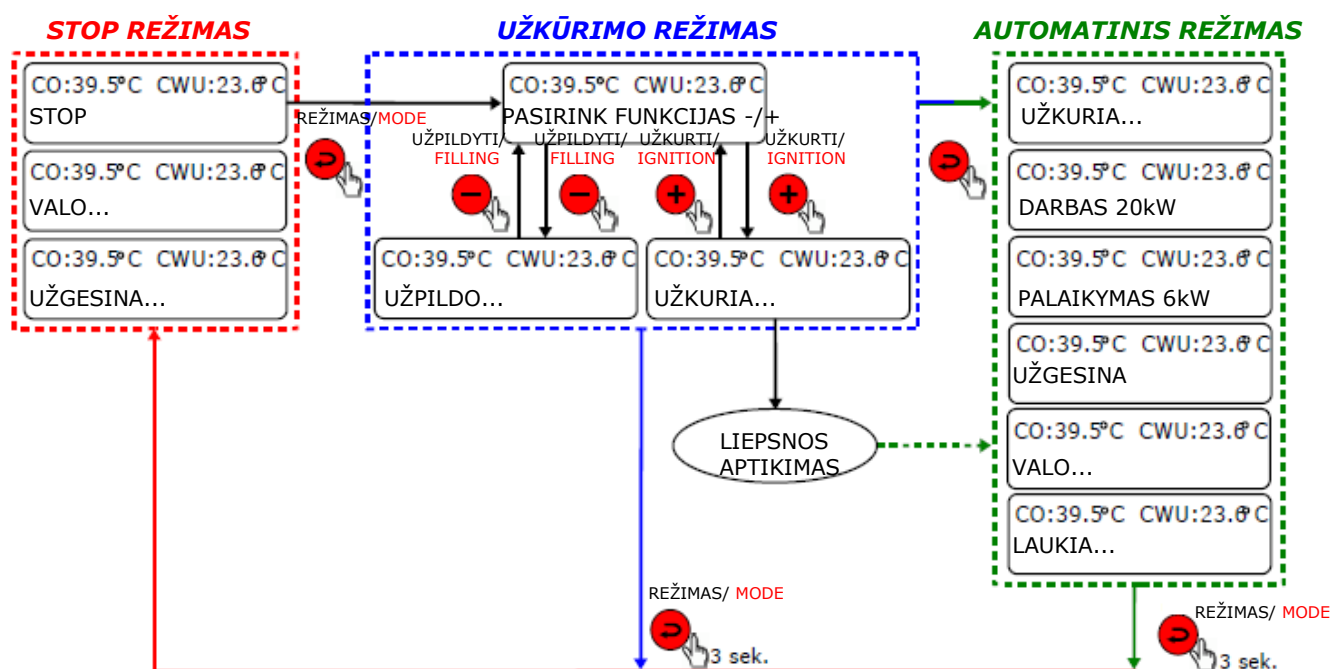 STOP REŽIMAS
UŽKŪRIMO REŽIMAS
AUTOMATINIS REŽIMAS
CO:39.5°C CWU:23.6°C
STOP
CO:39.5°C CWU:23.6°C
VALO...
CO:39.5°C CWU:23.6°C
UŽGESINA...
REŽIMAS/MODE
CO:39.5°C CWU:23.6°C
PASIRINK FUNKCIJAS -/+
UŽPILDYTI/
FILLING
UŽPILDYTI/
FILLING
UŽKURTI/
IGNITION
UŽKURTI/
IGNITION
CO:39.5°C CWU:23.6°C
UŽPILDO...
CO:39.5°C CWU:23.6°C
UŽKURIA...
LIEPSNOS
APTIKIMAS
CO:39.5°C CWU:23.6°C
UŽKURIA...
CO:39.5°C CWU:23.6°C
DARBAS 20kW
CO:39.5°C CWU:23.6°C
PALAIKYMAS 6kW
CO:39.5°C CWU:23.6°C
UŽGESINA
CO:39.5°C CWU:23.6°C
VALO...
CO:39.5°C CWU:23.6°C
LAUKIA...
REŽIMAS/ MODE
3 sek.
REŽIMAS/ MODE
3 sek.